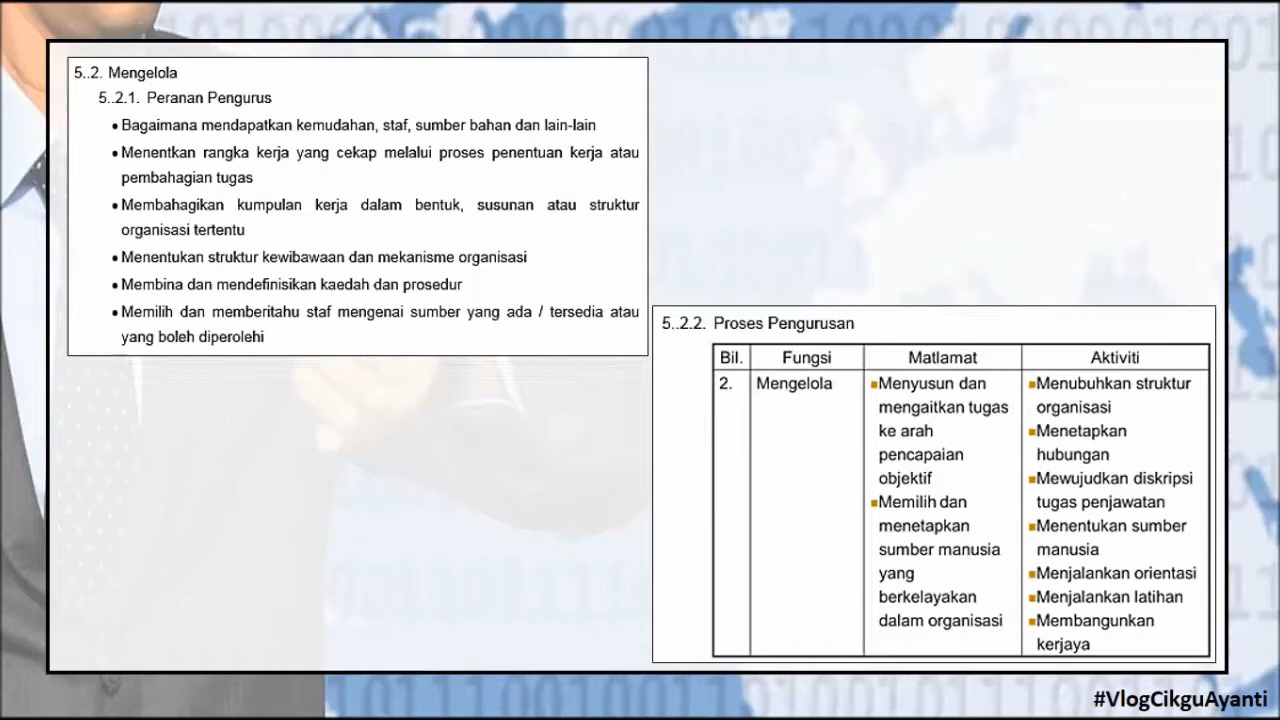 5..2. Mengelola
5..2.1. Peranan Pengurus
• Bagaimana mendapatkan kemudahan, staf, sumber bahan dan lain-lain
• Menentkan rangka kerja yang cekap melalui proses penentuan kerja atau
pembahagian tugas
• Membahagikan kumpulan kerja dalam bentuk, susunan atau struktur
organisasi tertentu
• Menentukan struktur kewibawaan dan mekanisme organisasi
• Membina dan mendefinisikan kaedah dan prosedur
• Memilih dan memberitahu staf mengenai sumber yang ada / tersedia atau
yang boleh diperolehi
5..2.2. Proses Pengurusan
Bil. Fungsi Matlamat Aktiviti
2. Mengelola
▪Menyusun dan
mengaitkan tugas
ke arah
pencapaian
objektif
▪Memilih dan
menetapkan
sumber manusia
yang
berkelayakan
dalam organisasi
▪Menubuhkan struktur
organisasi
▪Menetapkan
hubungan
▪Mewujudkan diskripsi
tugas penjawatan
▪Menentukan sumber
manusia
▪Menjalankan orientasi
▪Menjalankan latihan
▪Membangunkan
kerjaya
#VlogCikguAyanti